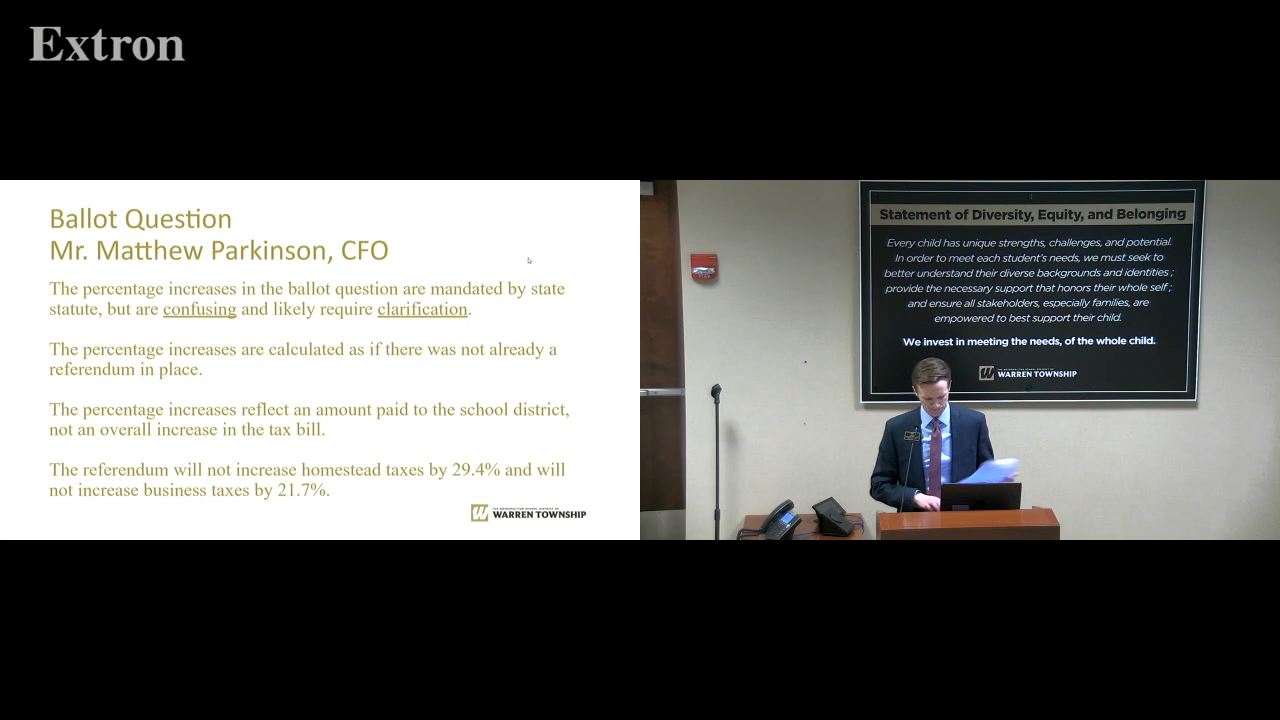 Extron
Ballot Question
Mr. Matthew Parkinson, CFO
The percentage increases in the ballot question are mandated by state
statute, but are confusing and likely require clarification.
The percentage increases are calculated as if there was not already a
referendum in place.
The percentage increases reflect an amount paid to the school district,
not an overall increase in the tax bill.
The referendum will not increase homestead taxes by 29.4% and will
not increase business taxes by 21.7%.
THE METROPOLITAN SCHOOL DISTRICT OF
WARREN TOWNSHIP
Statement of Diversity, Equity, and Belonging
Every child has unique strengths, challenges, and potential.
In order to meet each student's needs, we must seek to
better understand their diverse backgrounds and identities ;
provide the necessary support that honors their whole self ;
and ensure all stakeholders, especially families, are
empowered to best support their child.
We invest in meeting the needs, of the whole child.
WARREN TOWNSHIP